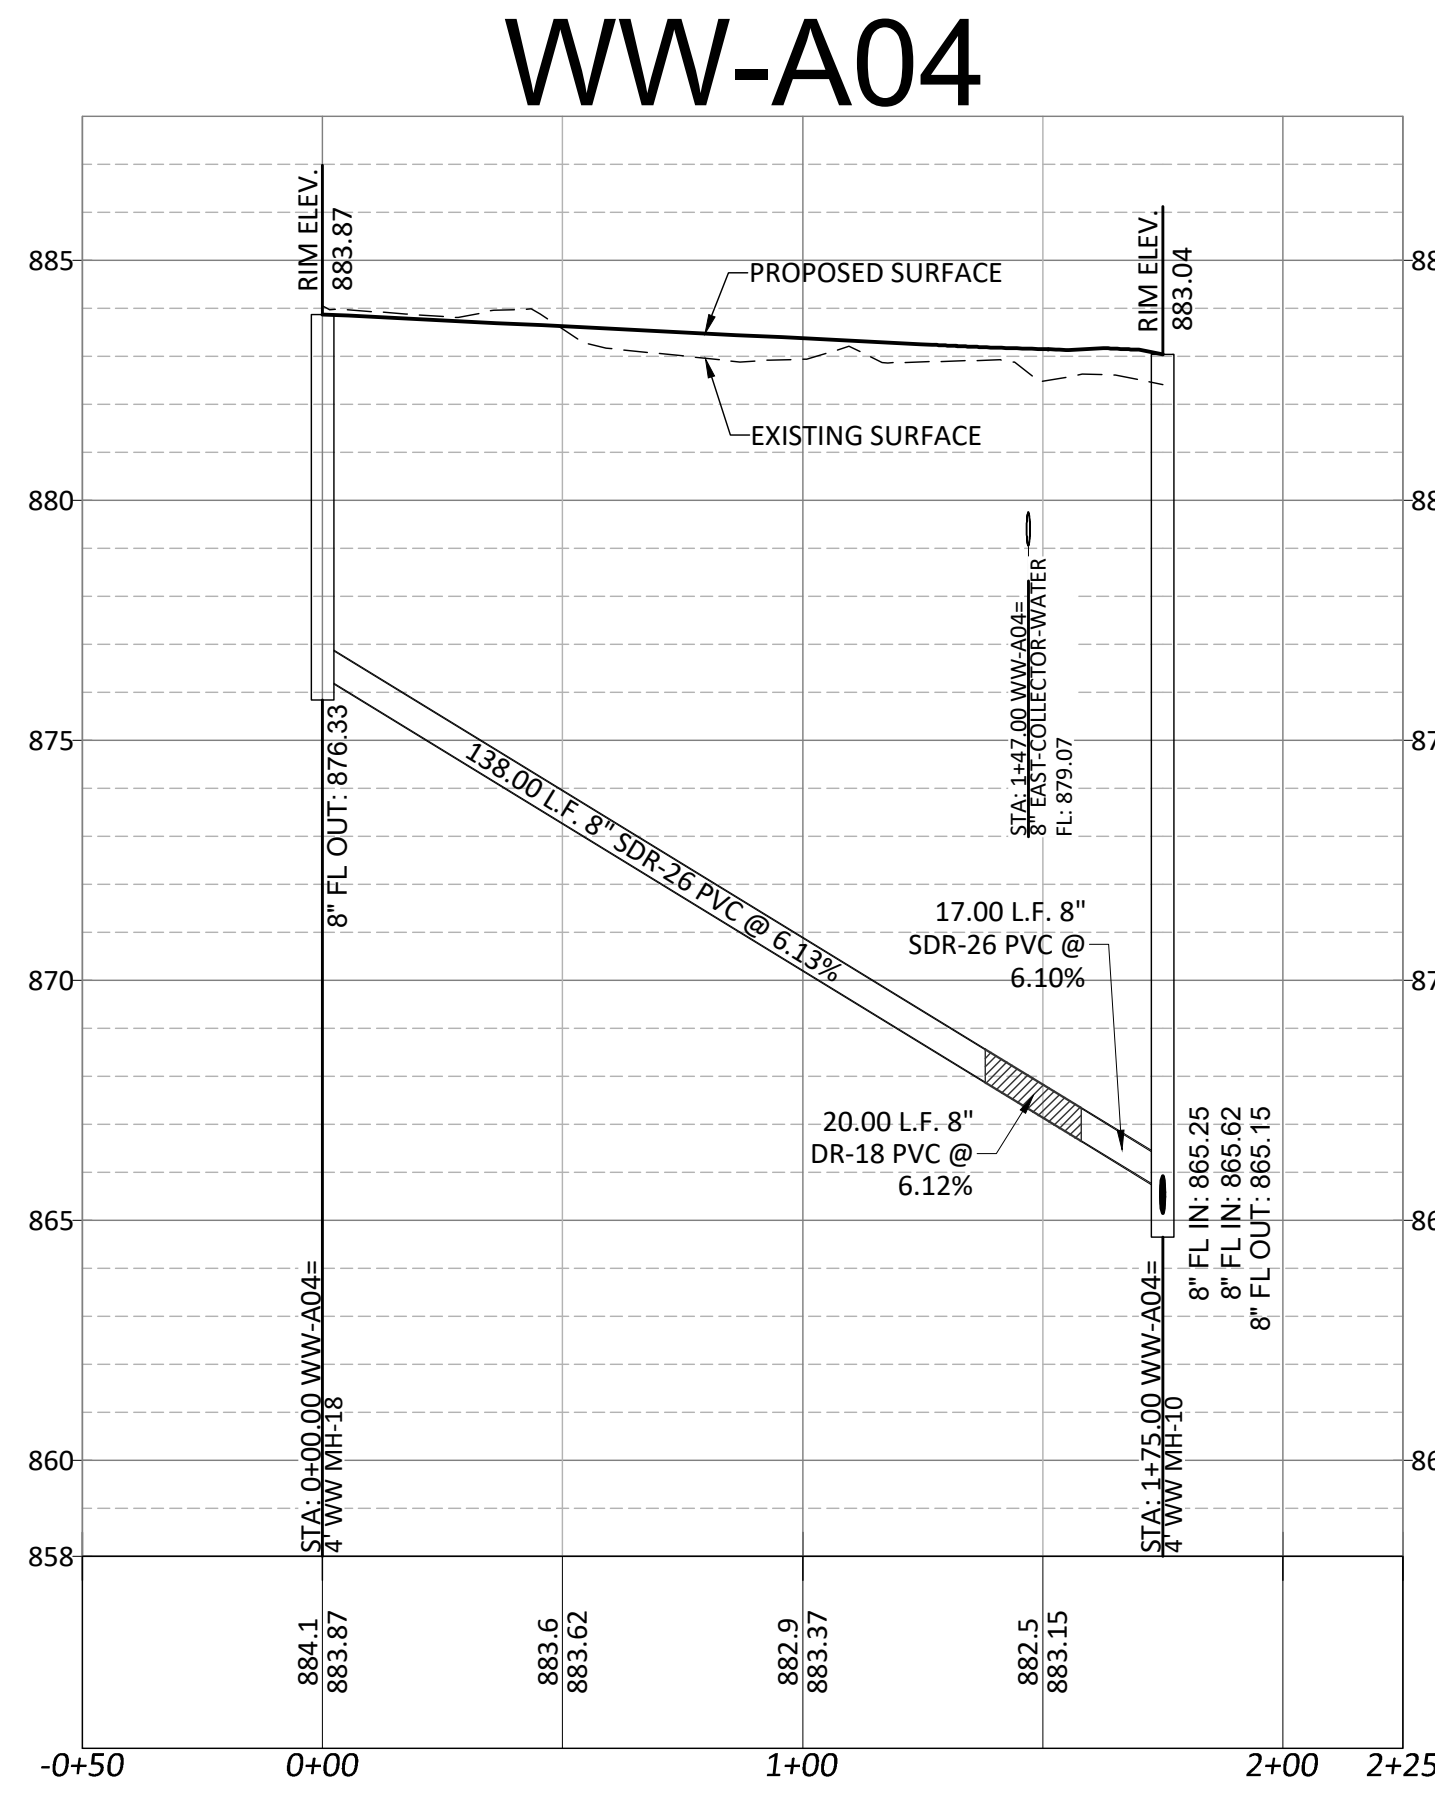 WW-A04
RIM ELEV.
883.87
RIM ELEV.
883.04
885
880
875
870
865
860
858
88
88
87
87
86
86
PROPOSED SURFACE
EXISTING SURFACE
STA: 1+47.00 WW-A04=
8" EAST-COLLECTOR-WATER
FL: 879.07
8" FL OUT: 876.33
138.00 L.F. 8" SDR-26 PVC @ 6.13%
17.00 L.F. 8"
SDR-26 PVC @
6.10%
20.00 L.F. 8"
DR-18 PVC @
6.12%
8" FL IN: 865.25
8" FL IN: 865.62
8" FL OUT: 865.15
STA: 0+00.00 WW-A04=
4' WW MH-18
STA: 1+75.00 WW-A04=
4' WW MH-10
884.1
883.87
883.6
883.62
882.9
883.37
882.5
883.15
-0+50
0+00
1+00
2+00
2+25